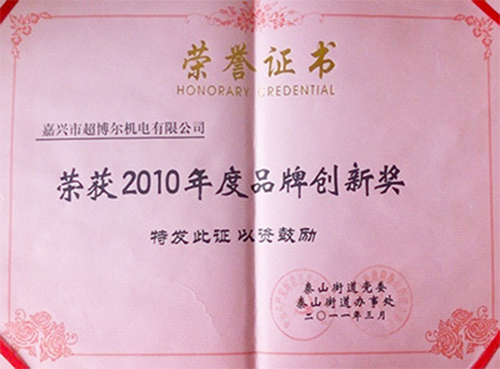 荣誉证书
HONORARY CREDENTIAL
嘉兴市超博尔机电有限公司
荣获2010年度品牌创新奖
特发此证 以资鼓励
泰山街道党委
泰山街道办事处
二〇一一年三月